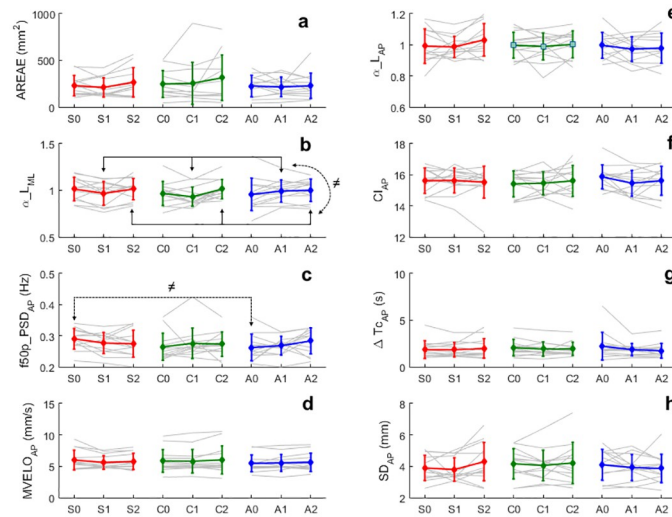 a
AREAE (mm²)
1000
500
0
S0 S1 S2 C0 C1 C2 A0 A1 A2
b
α_L_ML
1.5
1
0.5
≠
S0 S1 S2 C0 C1 C2 A0 A1 A2
c
f50p_PSD_AP (Hz)
0.5
0.4
0.3
0.2
≠
S0 S1 S2 C0 C1 C2 A0 A1 A2
d
MVELO_AP (mm/s)
15
10
5
0
S0 S1 S2 C0 C1 C2 A0 A1 A2
e
α_L_AP
1.2
1
0.8
0.6
S0 S1 S2 C0 C1 C2 A0 A1 A2
f
CI_AP
18
16
14
12
S0 S1 S2 C0 C1 C2 A0 A1 A2
g
Δ Tc_AP (s)
10
5
0
S0 S1 S2 C0 C1 C2 A0 A1 A2
h
SD_AP (mm)
8
6
4
2
S0 S1 S2 C0 C1 C2 A0 A1 A2